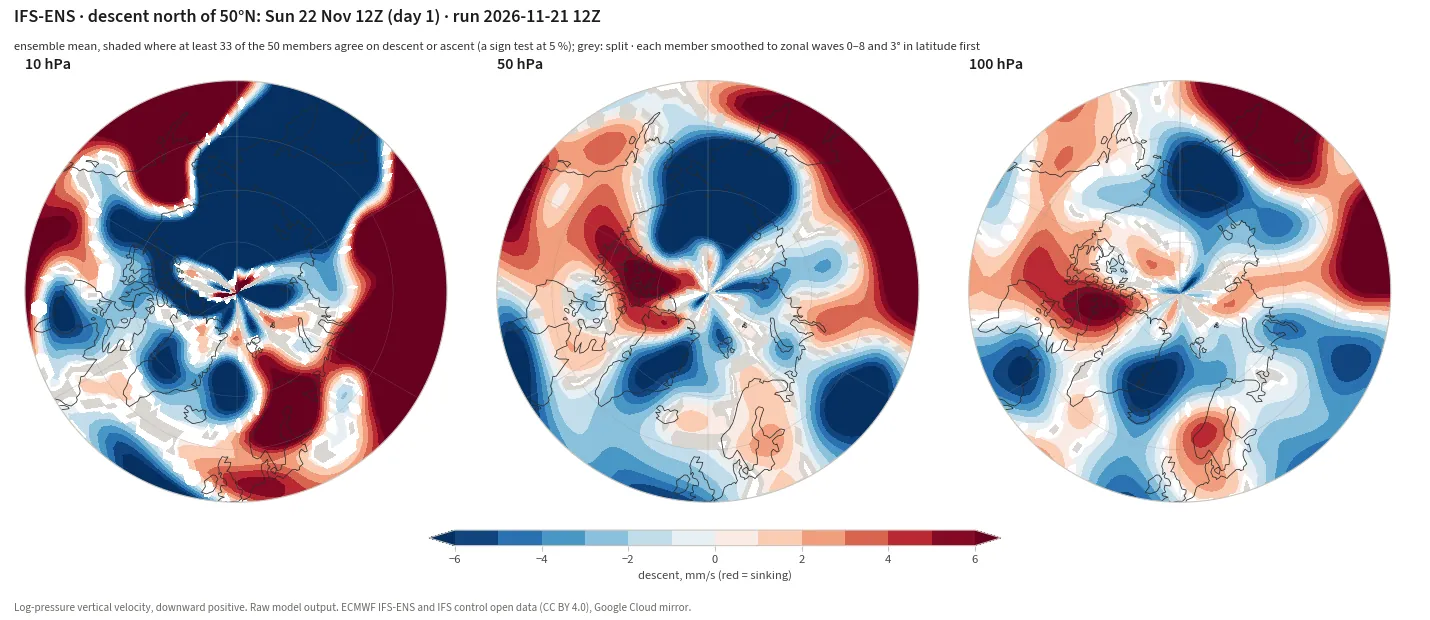 IFS-ENS · descent north of 50°N: Sun 22 Nov 12Z (day 1) · run 2026-11-21 12Z
ensemble mean, shaded where at least 33 of the 50 members agree on descent or ascent (a sign test at 5 %); grey: split · each member smoothed to zonal waves 0–8 and 3° in latitude first
10 hPa
50 hPa
100 hPa
−6 −4 −2 0 2 4 6
descent, mm/s (red = sinking)
Log-pressure vertical velocity, downward positive. Raw model output. ECMWF IFS-ENS and IFS control open data (CC BY 4.0), Google Cloud mirror.